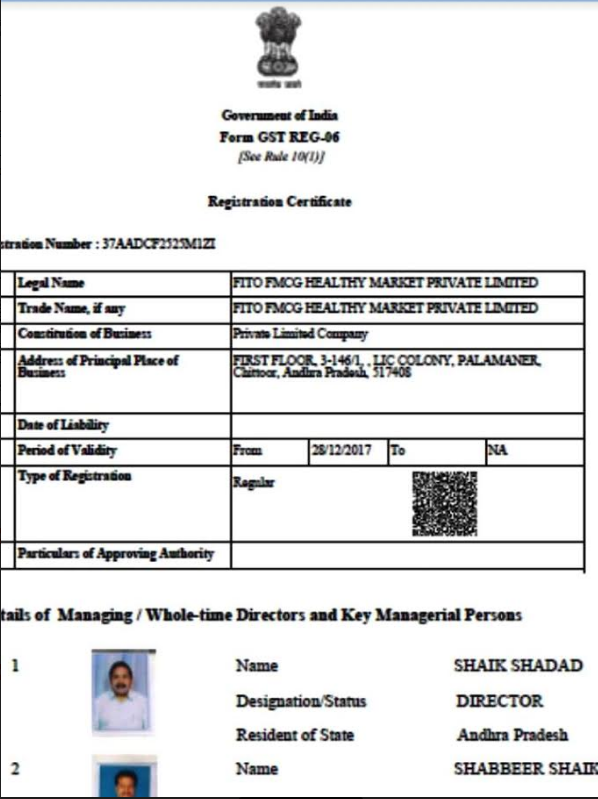 Government of India
Form GST REG-06
[See Rule 10(1)]
Registration Certificate
stration Number : 37AADCF2525M1ZI
Legal Name FITO FMCG HEALTHY MARKET PRIVATE LIMITED
Trade Name, if any FITO FMCG HEALTHY MARKET PRIVATE LIMITED
Constitution of Business Private Limited Company
Address of Principal Place of Business FIRST FLOOR, 3-146/1, , LIC COLONY, PALAMANER,
Chittoor, Andhra Pradesh, 517408
Date of Liability
Period of Validity From 28/12/2017 To NA
Type of Registration Regular
Particulars of Approving Authority
tails of Managing / Whole-time Directors and Key Managerial Persons
1 Name SHAIK SHADAD
Designation/Status DIRECTOR
Resident of State Andhra Pradesh
2 Name SHABBEER SHAIK